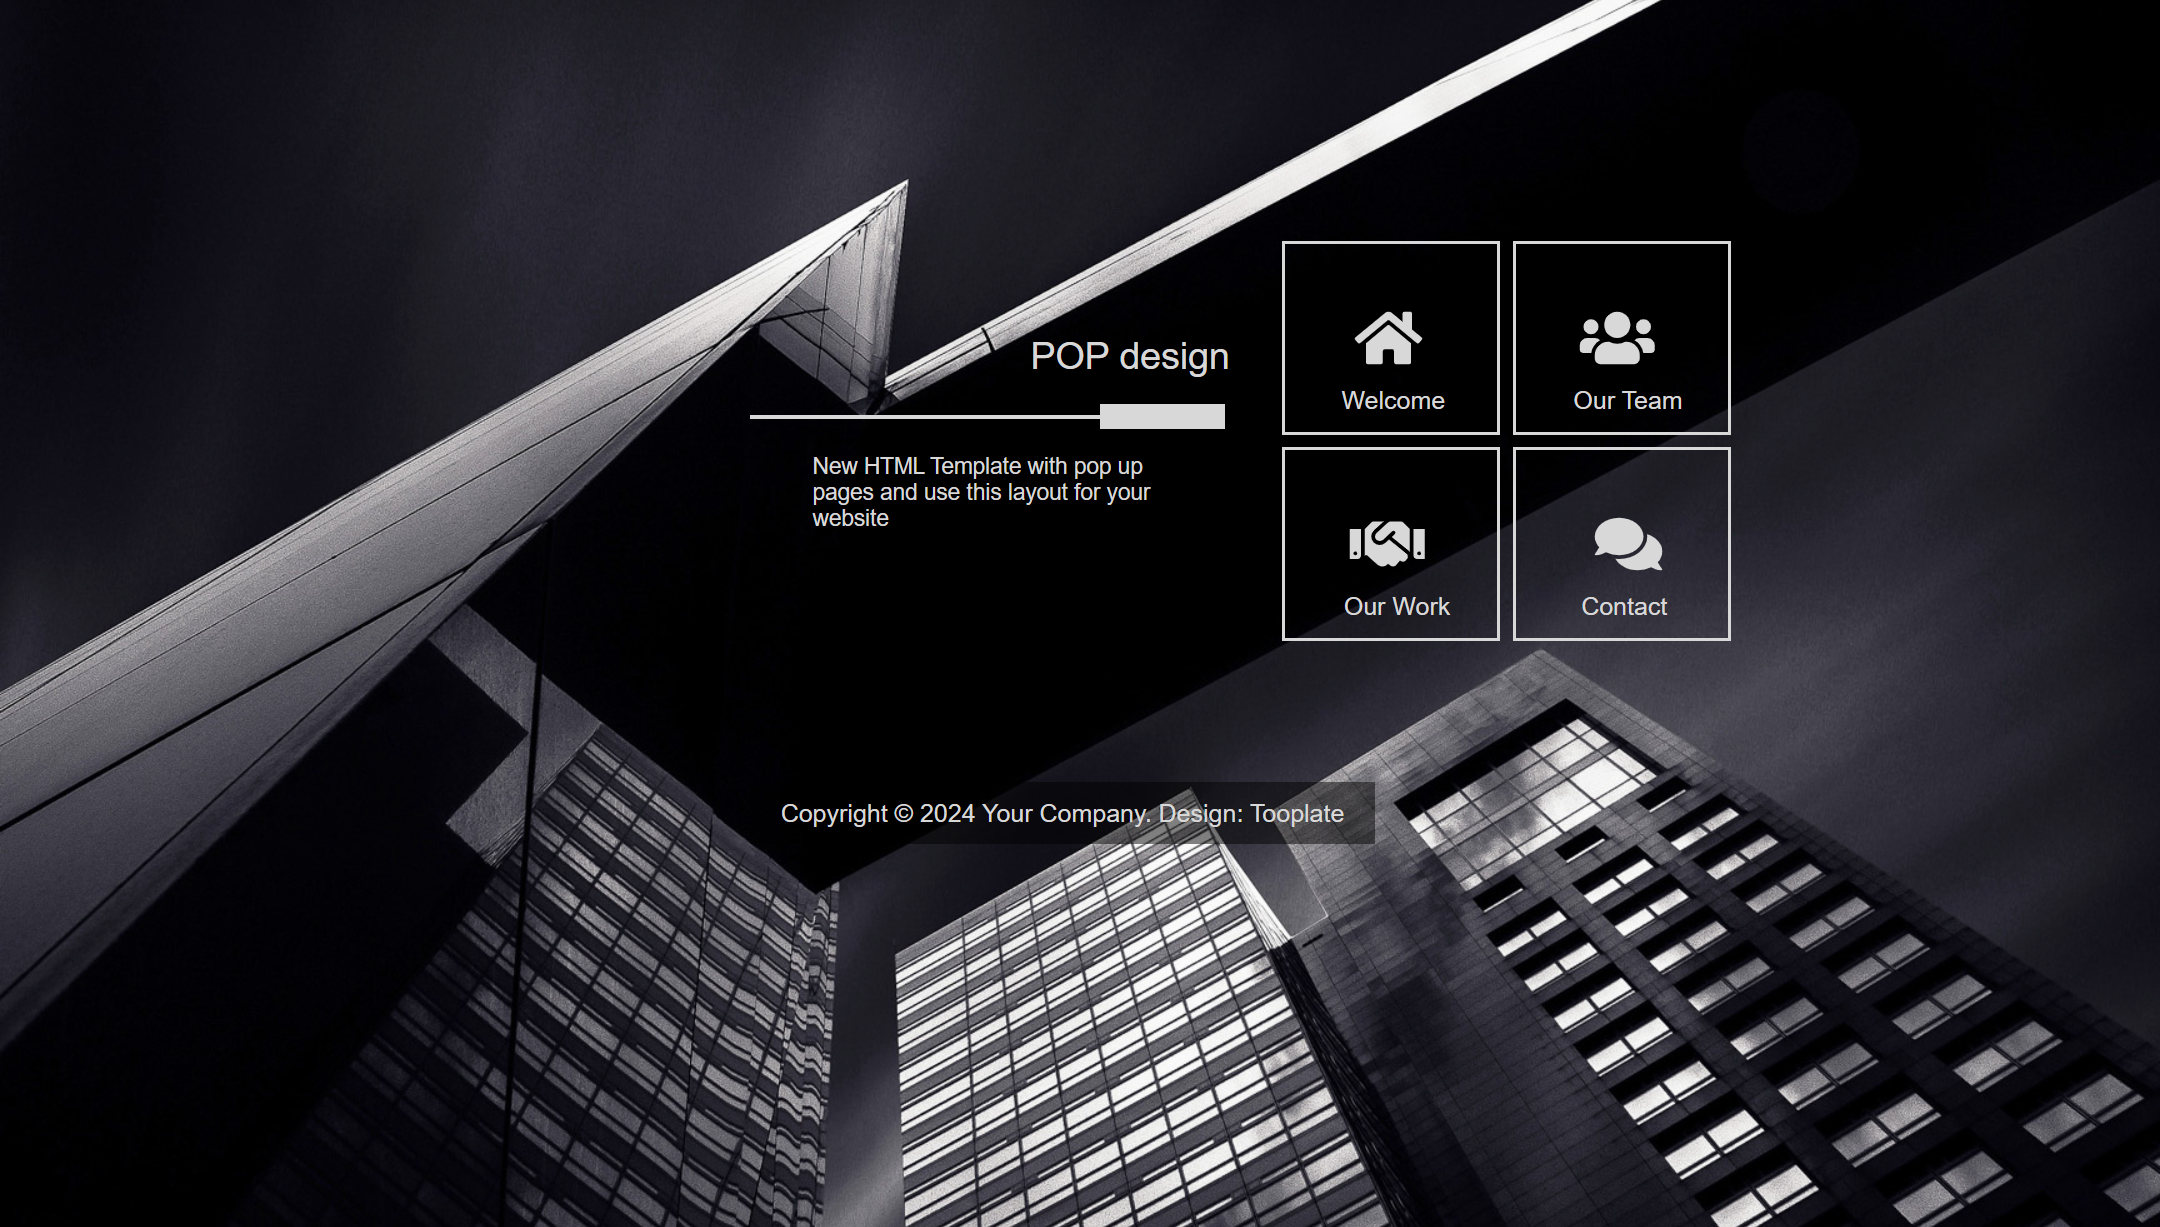 POP design
New HTML Template with pop up
pages and use this layout for your
website
Welcome
Our Team
Our Work
Contact
Copyright © 2024 Your Company. Design: Tooplate